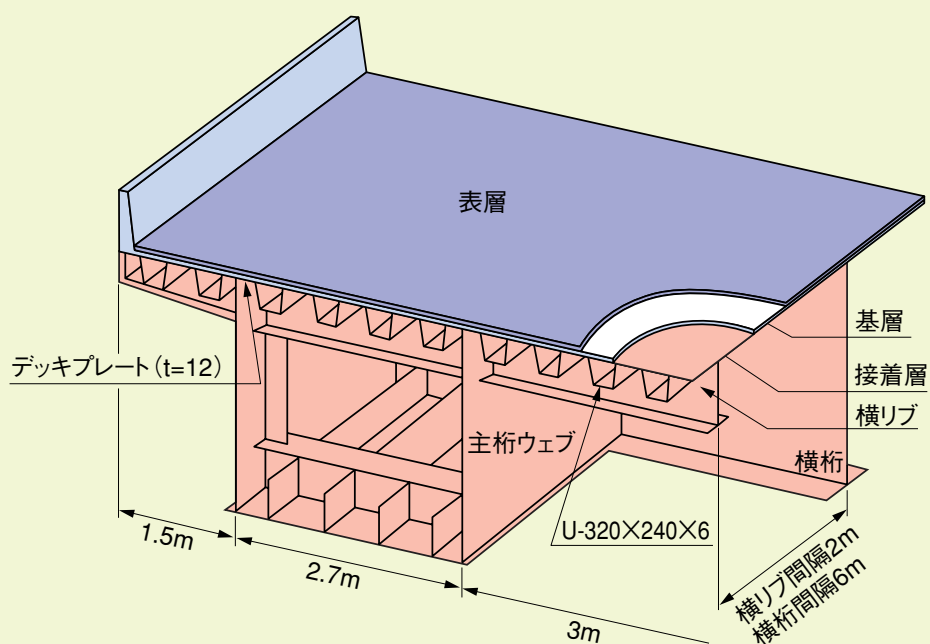 表層
基層
デッキプレート(t=12)
接着層
横リブ
主桁ウェブ
横桁
U-320×240×6
1.5m
2.7m
3m
横リブ間隔2m
横桁間隔6m